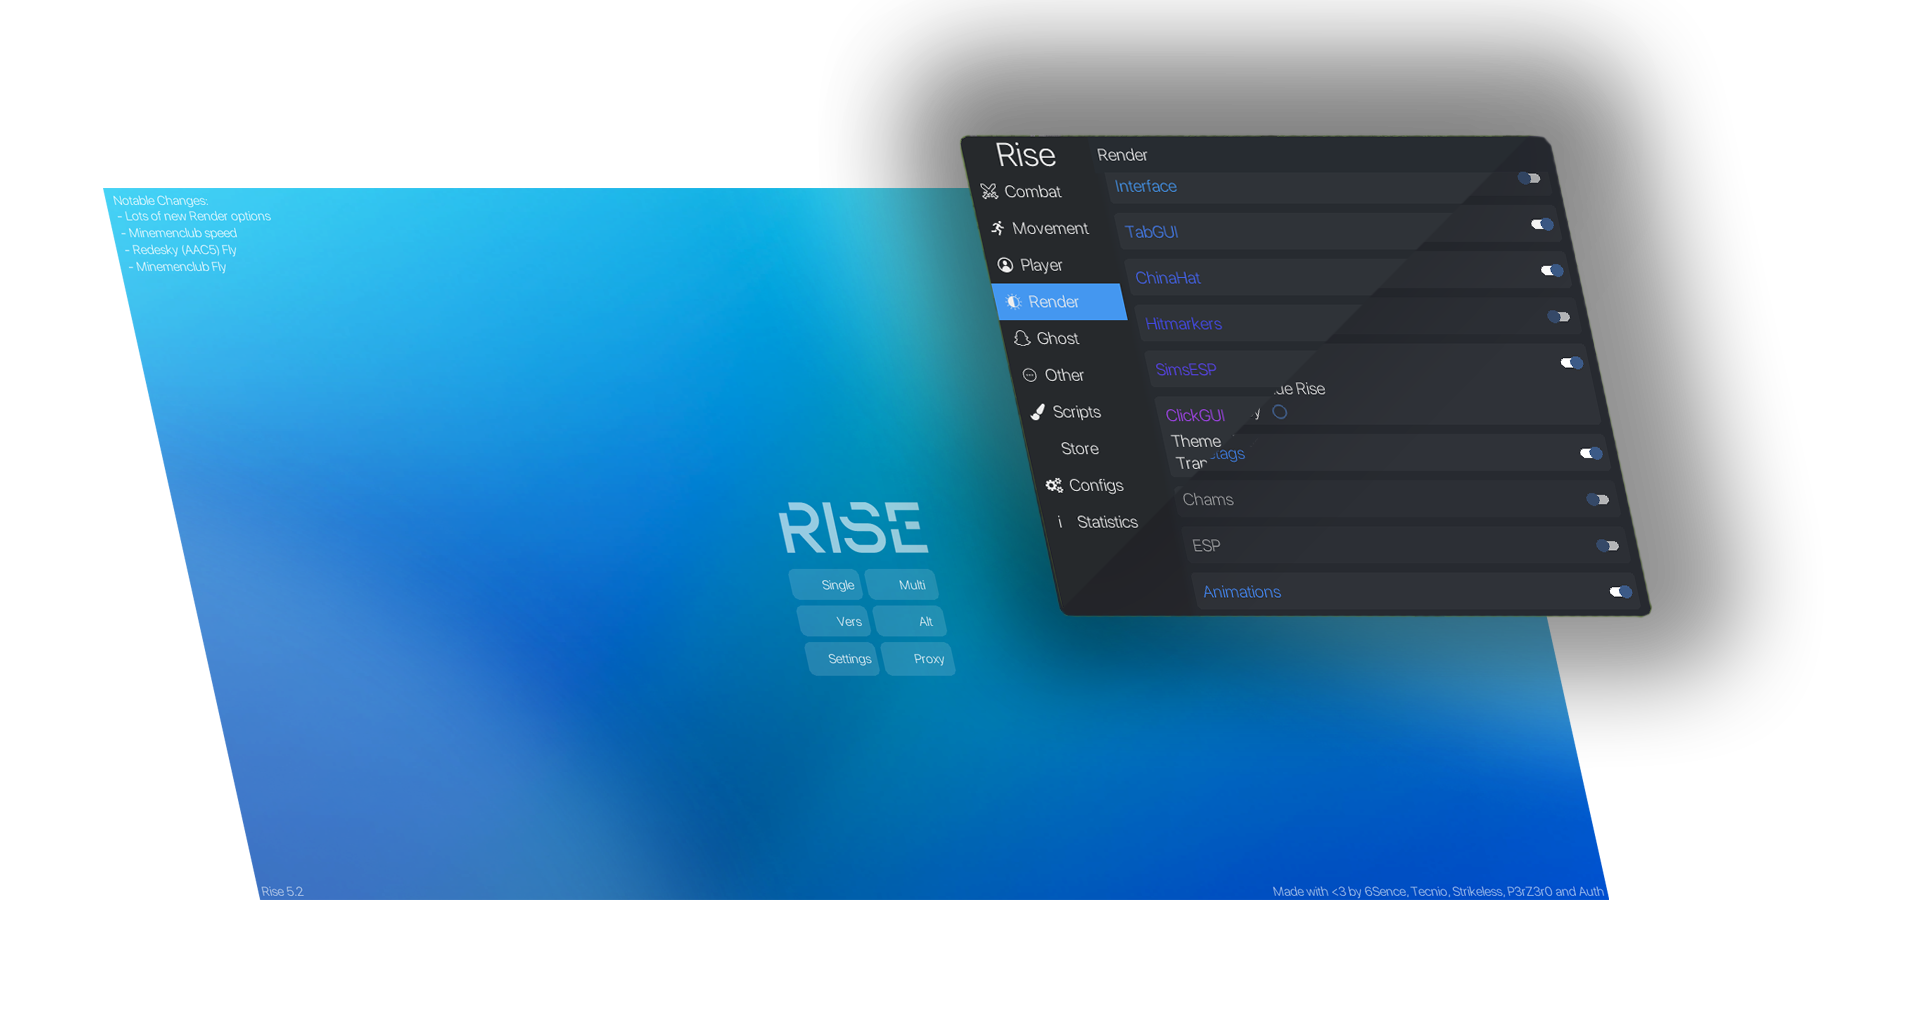 Notable Changes:
- Lots of new Render options
- Minemenclub speed
- Redesky (AAC5) Fly
- Minemenclub Fly
RISE
Single
Multi
Vers
Alt
Settings
Proxy
Rise 5.2
Made with <3 by 6Sence, Tecnio, Strikeless, P3rZ3r0 and Auth
Rise
Combat
Movement
Player
Render
Ghost
Other
Scripts
Store
Configs
i Statistics
Render
Interface
TabGUI
ChinaHat
Hitmarkers
SimsESP
ue Rise
ClickGUI
y
Theme
Tran
tags
Chams
ESP
Animations